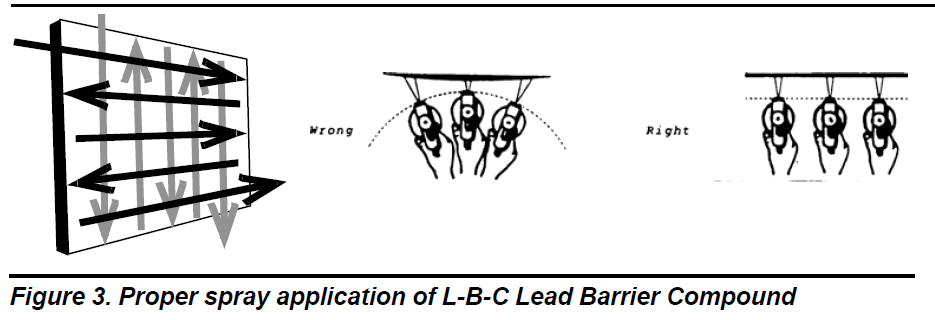 Wrong
Right
Figure 3. Proper spray application of L-B-C Lead Barrier Compound